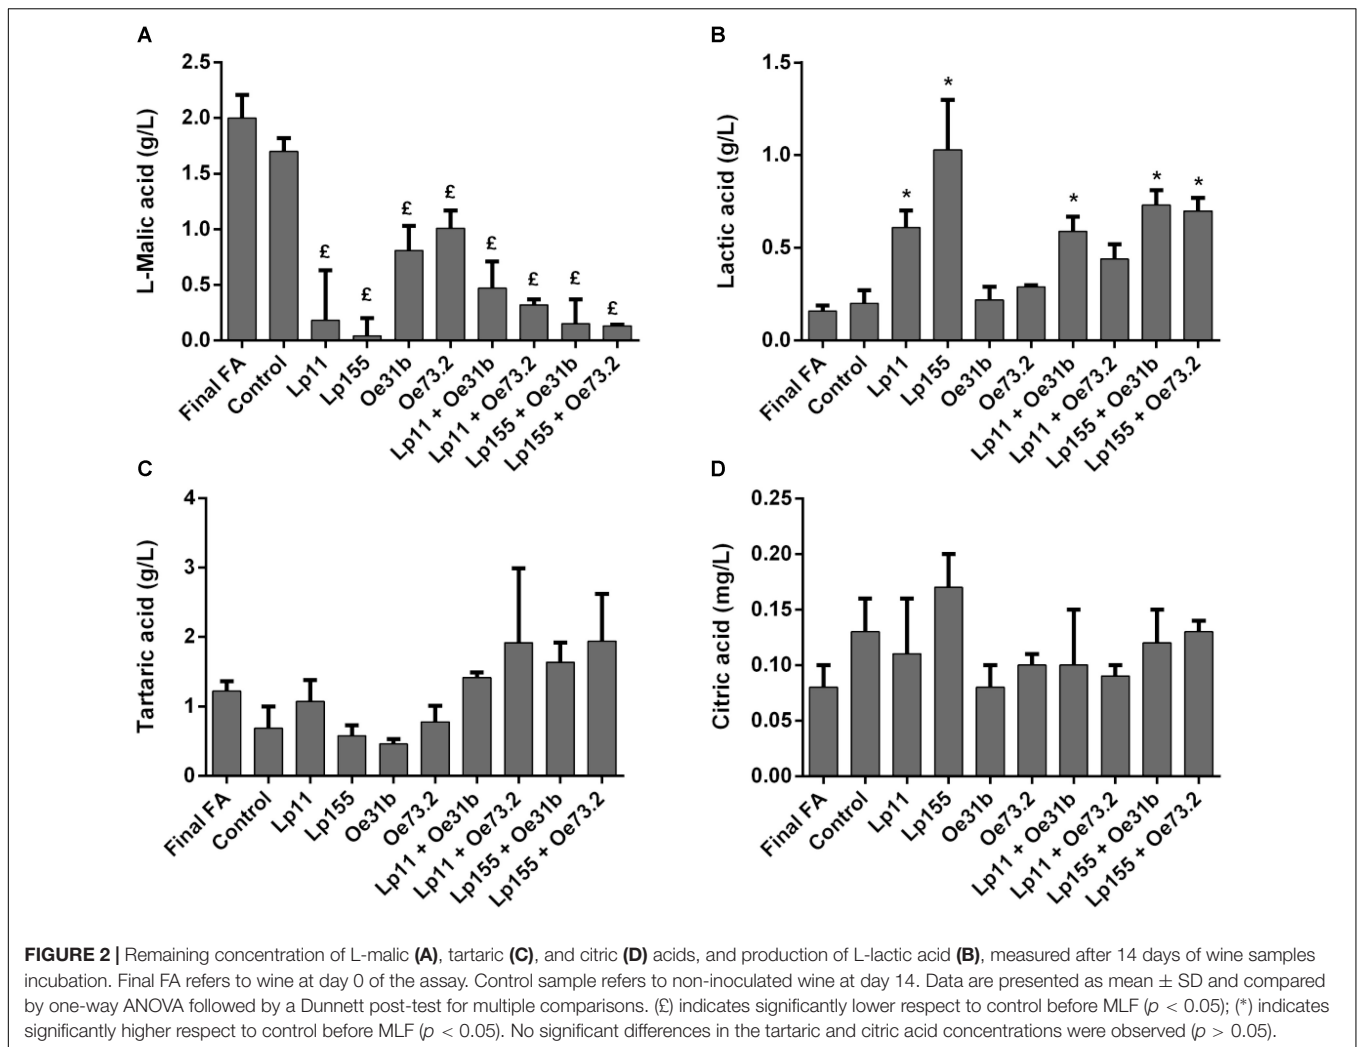 A
L-Malic acid (g/L)
2.5
2.0
1.5
1.0
0.5
0.0
£ £ £ £ £ £ £ £
Final FA
Control
Lp11
Lp155
Oe31b
Oe73.2
Lp11 + Oe31b
Lp11 + Oe73.2
Lp155 + Oe31b
Lp155 + Oe73.2
B
Lactic acid (g/L)
1.5
1.0
0.5
0.0
* * * * *
Final FA
Control
Lp11
Lp155
Oe31b
Oe73.2
Lp11 + Oe31b
Lp11 + Oe73.2
Lp155 + Oe31b
Lp155 + Oe73.2
C
Tartaric acid (g/L)
4
3
2
1
0
Final FA
Control
Lp11
Lp155
Oe31b
Oe73.2
Lp11 + Oe31b
Lp11 + Oe73.2
Lp155 + Oe31b
Lp155 + Oe73.2
D
Citric acid (mg/L)
0.25
0.20
0.15
0.10
0.05
0.00
Final FA
Control
Lp11
Lp155
Oe31b
Oe73.2
Lp11 + Oe31b
Lp11 + Oe73.2
Lp155 + Oe31b
Lp155 + Oe73.2
FIGURE 2 | Remaining concentration of L-malic (A), tartaric (C), and citric (D) acids, and production of L-lactic acid (B), measured after 14 days of wine samples
incubation. Final FA refers to wine at day 0 of the assay. Control sample refers to non-inoculated wine at day 14. Data are presented as mean ± SD and compared
by one-way ANOVA followed by a Dunnett post-test for multiple comparisons. (£) indicates significantly lower respect to control before MLF (p < 0.05); (*) indicates
significantly higher respect to control before MLF (p < 0.05). No significant differences in the tartaric and citric acid concentrations were observed (p > 0.05).